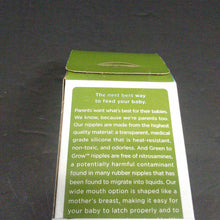 The next best way
to feed your baby.
Parents want what's best for their babies.
We know, because we're parents too.
Our nipples are made from the highest
quality material: a transparent, medical
grade silicone that is heat-resistant,
non-toxic, and odorless. And Green to
Grow™ nipples are free of nitrosamines,
a potentially harmful contaminant
found in many rubber nipples that has
been found to migrate into liquids. Our
wide mouth option is shaped like a
mother's breast, making it easy for
your baby to latch properly and to